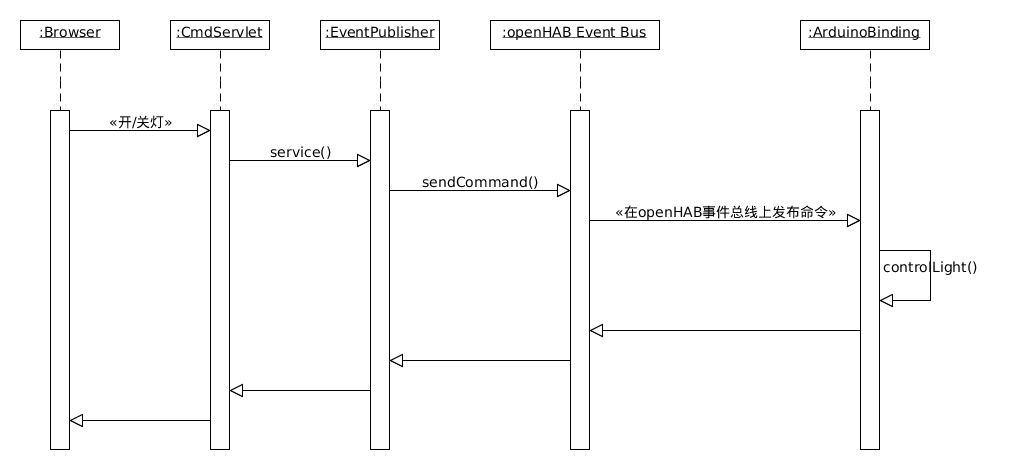 :Browser
:CmdServlet
:EventPublisher
:openHAB Event Bus
:ArduinoBinding
«开/关灯»
service()
sendCommand()
«在openHAB事件总线上发布命令»
controlLight()